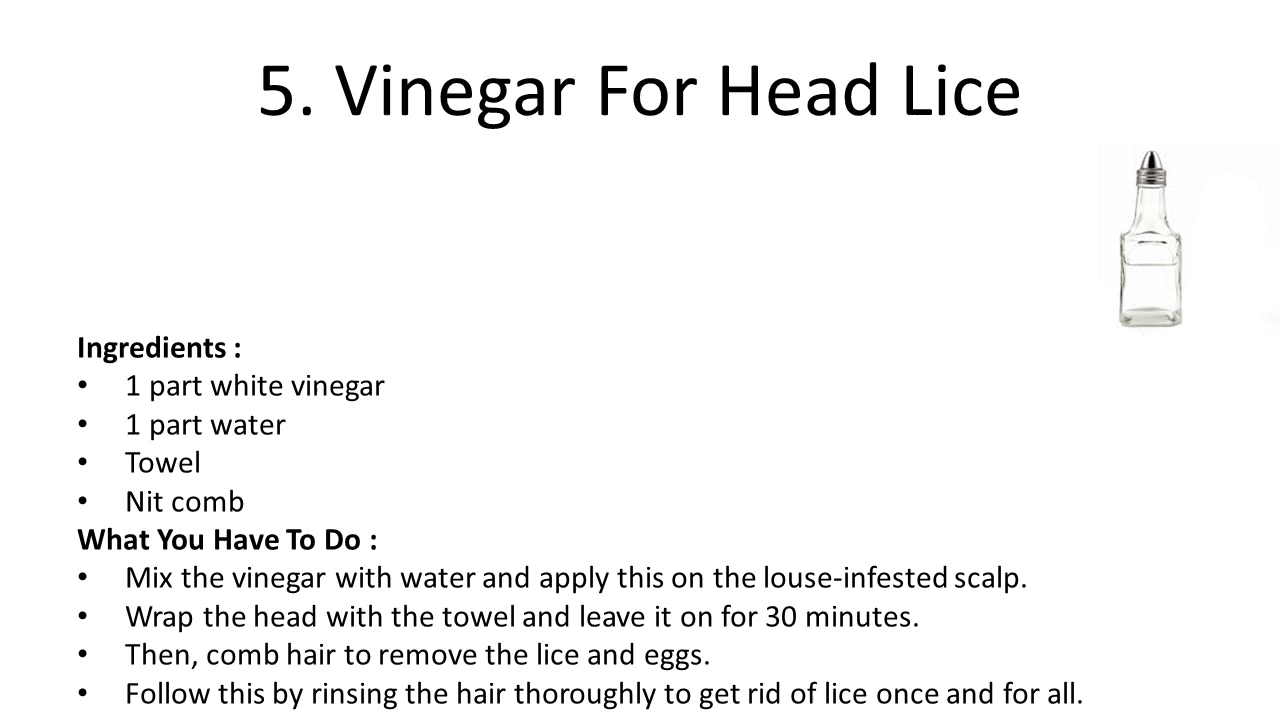 5. Vinegar For Head Lice
Ingredients :
• 1 part white vinegar
• 1 part water
• Towel
• Nit comb
What You Have To Do :
• Mix the vinegar with water and apply this on the louse-infested scalp.
• Wrap the head with the towel and leave it on for 30 minutes.
• Then, comb hair to remove the lice and eggs.
• Follow this by rinsing the hair thoroughly to get rid of lice once and for all.